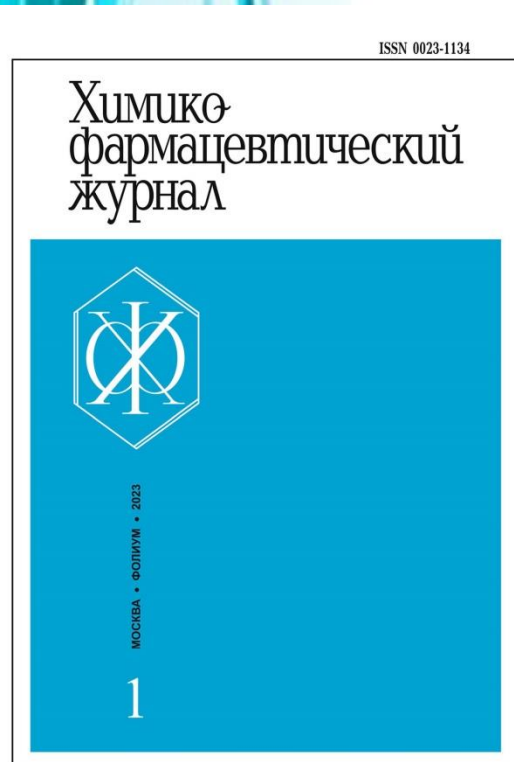 ISSN 0023-1134
Химико-
фармацевтический
журнал
МОСКВА • ФОЛИУМ • 2023
1